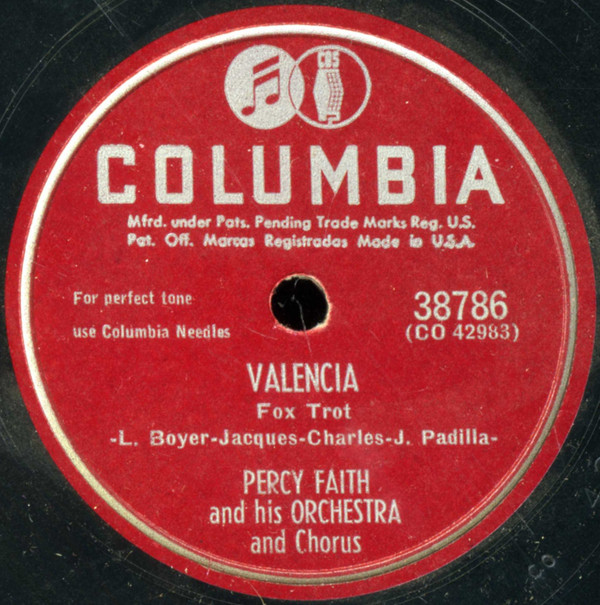 CBS
COLUMBIA
Mfrd. under Pats. Pending Trade Marks Reg. U.S.
Pat. Off. Marcas Registradas Made in U.S.A.
For perfect tone
use Columbia Needles
38786
(CO 42983)
VALENCIA
Fox Trot
-L. Boyer-Jacques-Charles-J. Padilla-
PERCY FAITH
and his ORCHESTRA
and Chorus
CO